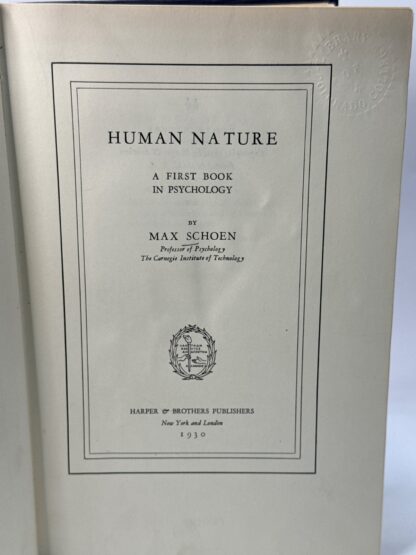 HUMAN NATURE
A FIRST BOOK
IN PSYCHOLOGY
BY
MAX SCHOEN
Professor of Psychology
The Carnegie Institute of Technology
HARPER & BROTHERS PUBLISHERS
New York and London
1930